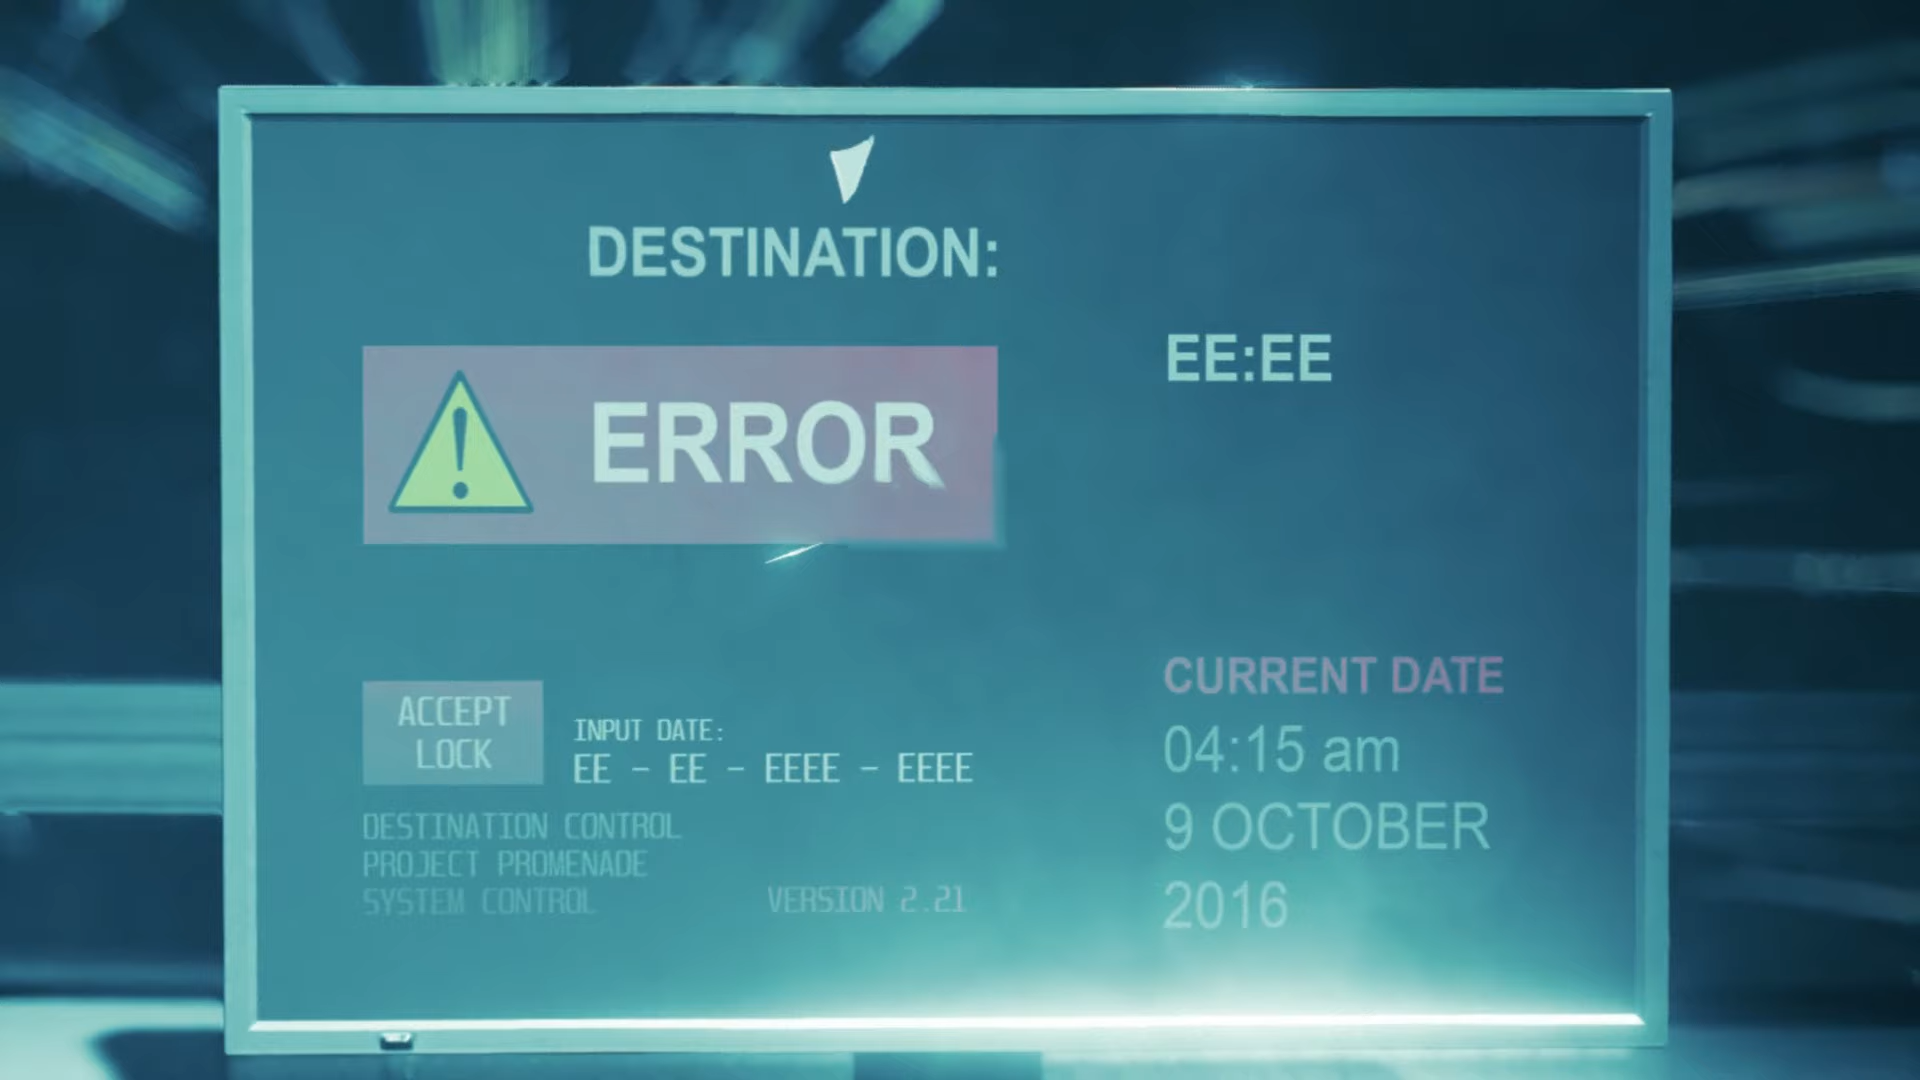 DESTINATION:
ERROR
EE:EE
ACCEPT
LOCK
INPUT DATE:
EE - EE - EEEE - EEEE
DESTINATION CONTROL
PROJECT PROMENADE
SYSTEM CONTROL
VERSION 2.21
CURRENT DATE
04:15 am
9 OCTOBER
2016